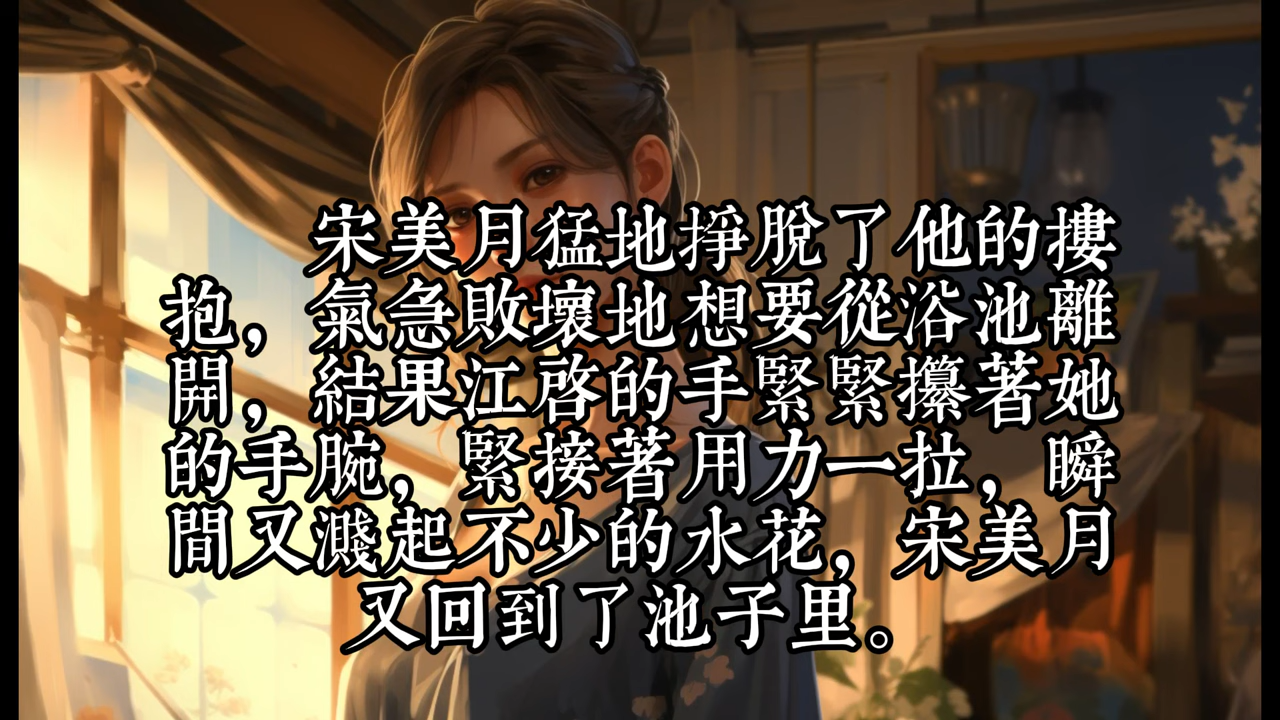 宋美月猛地掙脫了他的摟
抱，氣急敗壞地想要從浴池離
開，結果江啓的手緊緊攥著她
的手腕，緊接著用力一拉，瞬
間又濺起不少的水花，宋美月
又回到了池子里。